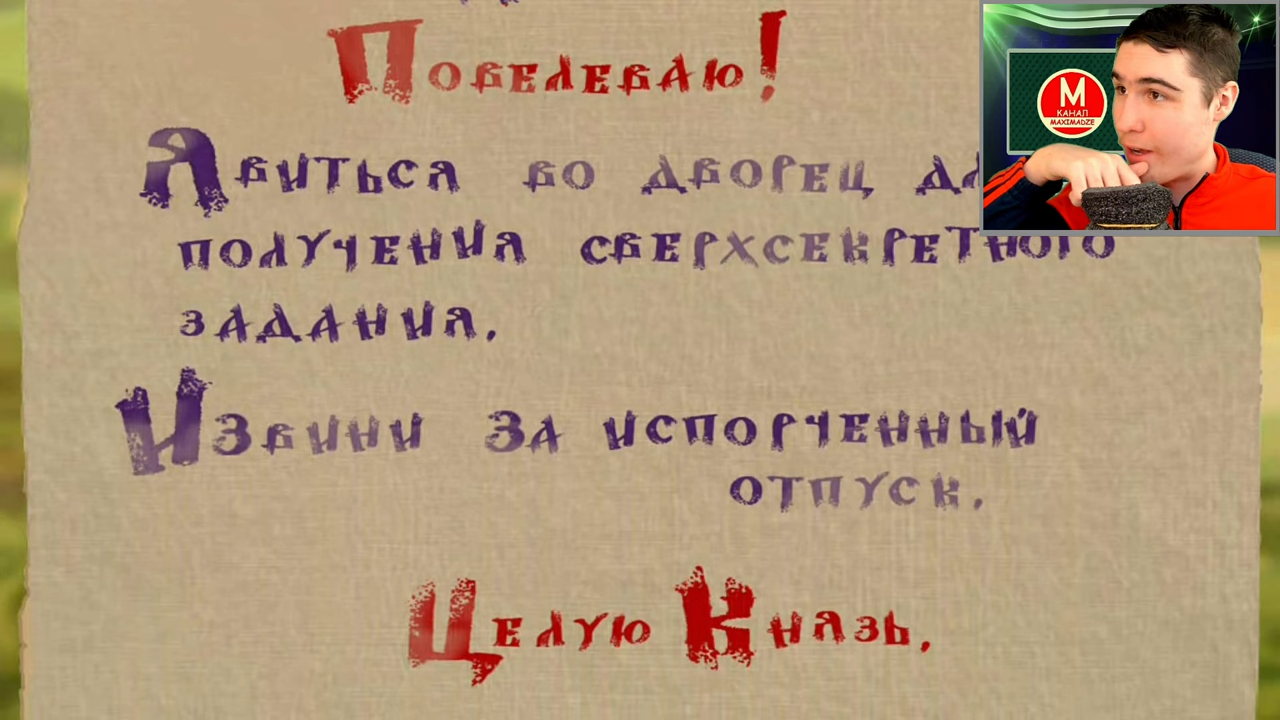 Повелеваю!
Явиться во дворец
получения сверхсекретного
задания.
Извини за испорченный
отпуск.
Целую Князь.
М
КАНАЛ
MAXIMADZE